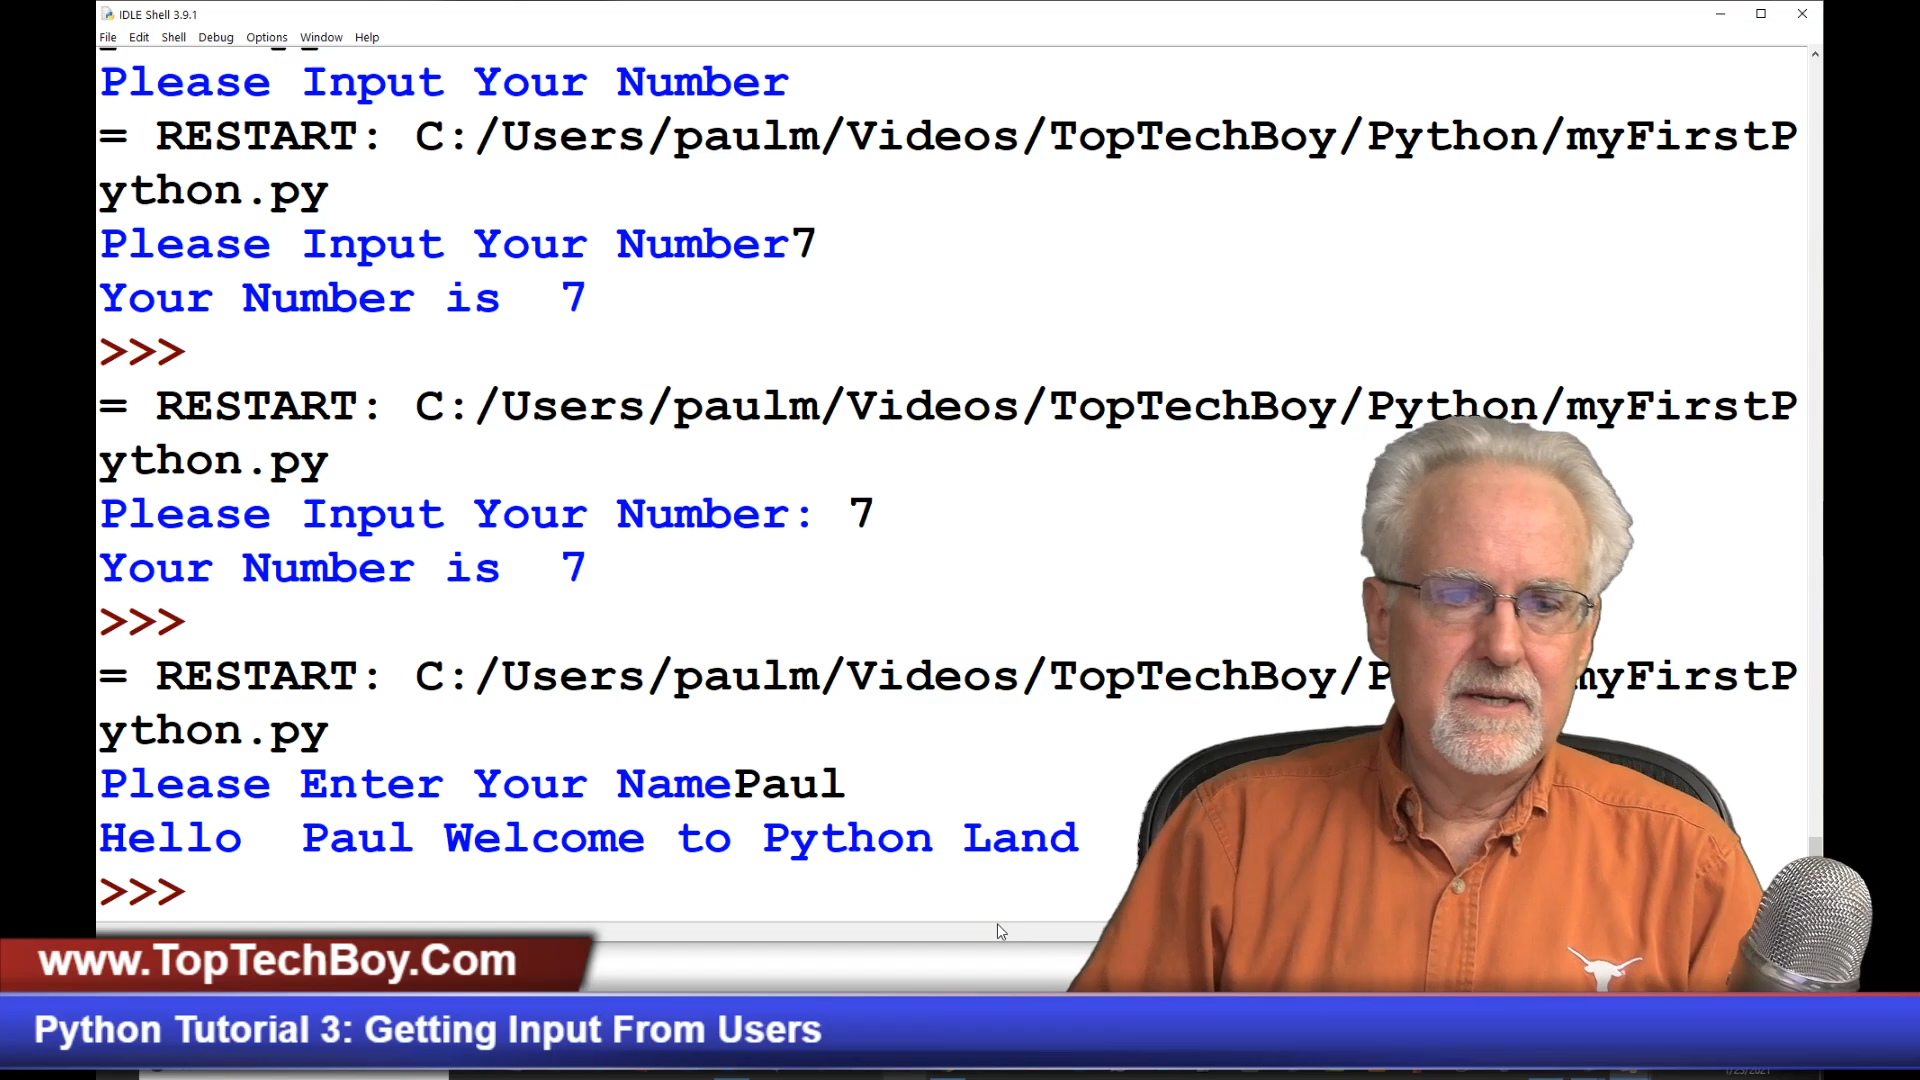 IDLE Shell 3.9.1
File Edit Shell Debug Options Window Help
Please Input Your Number
= RESTART: C:/Users/paulm/Videos/TopTechBoy/Python/myFirstP
ython.py
Please Input Your Number7
Your Number is  7
>>>
= RESTART: C:/Users/paulm/Videos/TopTechBoy/Python/myFirstP
ython.py
Please Input Your Number: 7
Your Number is  7
>>>
= RESTART: C:/Users/paulm/Videos/TopTechBoy/P myFirstP
ython.py
Please Enter Your NamePaul
Hello  Paul Welcome to Python Land
>>>
www.TopTechBoy.Com
Python Tutorial 3: Getting Input From Users